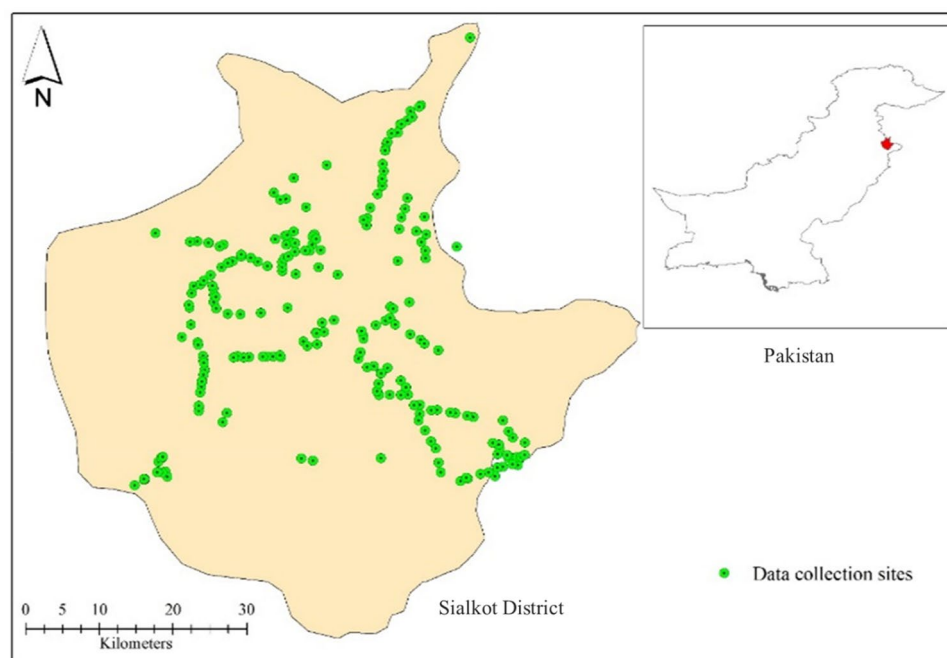 N
Pakistan
Data collection sites
Sialkot District
0 5 10 20 30
Kilometers